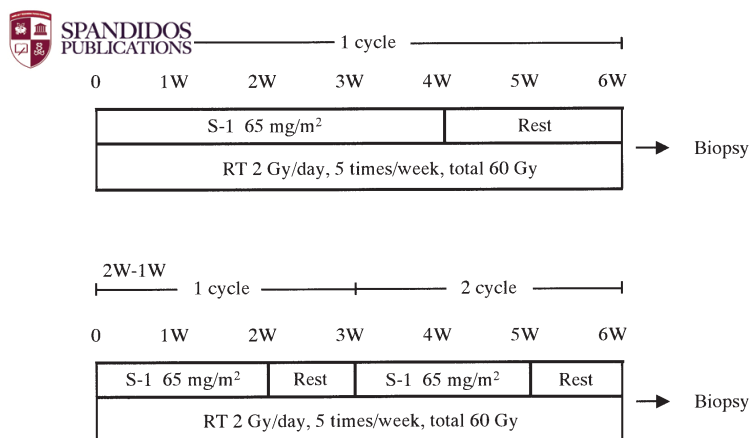 SPANDIDOS
PUBLICATIONS
1 cycle
0 1W 2W 3W 4W 5W 6W
S-1 65 mg/m² Rest
RT 2 Gy/day, 5 times/week, total 60 Gy
Biopsy
2W-1W
1 cycle 2 cycle
0 1W 2W 3W 4W 5W 6W
S-1 65 mg/m² Rest S-1 65 mg/m² Rest
RT 2 Gy/day, 5 times/week, total 60 Gy
Biopsy